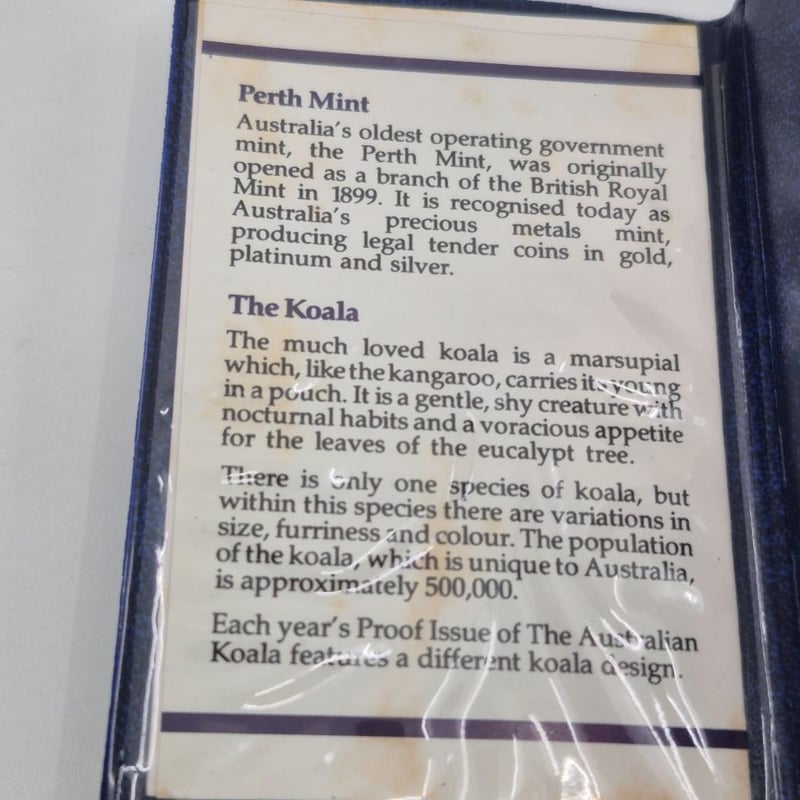 Perth Mint
Australia's oldest operating government
mint, the Perth Mint, was originally
opened as a branch of the British Royal
Mint in 1899. It is recognised today as
Australia's precious metals mint,
producing legal tender coins in gold,
platinum and silver.
The Koala
The much loved koala is a marsupial
which, like the kangaroo, carries its young
in a pouch. It is a gentle, shy creature with
nocturnal habits and a voracious appetite
for the leaves of the eucalypt tree.
There is only one species of koala, but
within this species there are variations in
size, furriness and colour. The population
of the koala, which is unique to Australia,
is approximately 500,000.
Each year's Proof Issue of The Australian
Koala features a different koala design.